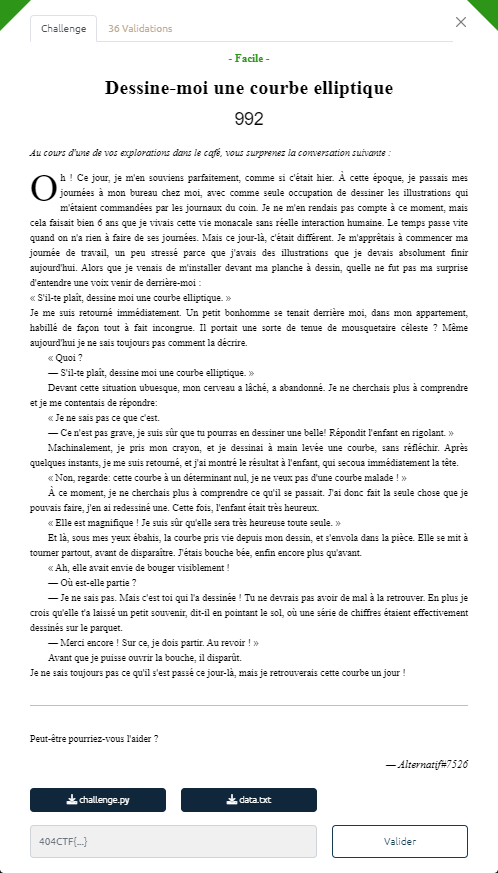 Challenge
36 Validations
×
- Facile -
Dessine-moi une courbe elliptique
992
Au cours d'une de vos explorations dans le café, vous surprenez la conversation suivante :
Oh ! Ce jour, je m'en souviens parfaitement, comme si c'était hier. À cette époque, je passais mes
journées à mon bureau chez moi, avec comme seule occupation de dessiner les illustrations qui
m'étaient commandées par les journaux du coin. Je ne m'en rendais pas compte à ce moment, mais
cela faisait bien 6 ans que je vivais cette vie monacale sans réelle interaction humaine. Le temps passe vite
quand on n'a rien à faire de ses journées. Mais ce jour-là, c'était différent. Je m'apprêtais à commencer ma
journée de travail, un peu stressé parce que j'avais des illustrations que je devais absolument finir
aujourd'hui. Alors que je venais de m'installer devant ma planche à dessin, quelle ne fut pas ma surprise
d'entendre une voix venir de derrière-moi :
« S'il-te plaît, dessine moi une courbe elliptique. »
Je me suis retourné immédiatement. Un petit bonhomme se tenait derrière moi, dans mon appartement,
habillé de façon tout à fait incongrue. Il portait une sorte de tenue de mousquetaire céleste ? Même
aujourd'hui je ne sais toujours pas comment la décrire.
« Quoi ?
— S'il-te plaît, dessine moi une courbe elliptique. »
Devant cette situation ubuesque, mon cerveau a lâché, a abandonné. Je ne cherchais plus à comprendre
et je me contentais de répondre:
« Je ne sais pas ce que c'est.
— Ce n'est pas grave, je suis sûr que tu pourras en dessiner une belle! Répondit l'enfant en rigolant. »
Machinalement, je pris mon crayon, et je dessinai à main levée une courbe, sans réfléchir. Après
quelques instants, je me suis retourné, et j'ai montré le résultat à l'enfant, qui secoua immédiatement la tête.
« Non, regarde: cette courbe à un déterminant nul, je ne veux pas d'une courbe malade ! »
À ce moment, je ne cherchais plus à comprendre ce qu'il se passait. J'ai donc fait la seule chose que je
pouvais faire, j'en ai redessiné une. Cette fois, l'enfant était très heureux.
« Elle est magnifique ! Je suis sûr qu'elle sera très heureuse toute seule. »
Et là, sous mes yeux ébahis, la courbe pris vie depuis mon dessin, et s'envola dans la pièce. Elle se mit à
tourner partout, avant de disparaître. J'étais bouche bée, enfin encore plus qu'avant.
« Ah, elle avait envie de bouger visiblement !
— Où est-elle partie ?
— Je ne sais pas. Mais c'est toi qui l'a dessinée ! Tu ne devrais pas avoir de mal à la retrouver. En plus je
crois qu'elle t'a laissé un petit souvenir, dit-il en pointant le sol, où une série de chiffres étaient effectivement
dessinés sur le parquet.
— Merci encore ! Sur ce, je dois partir. Au revoir ! »
Avant que je puisse ouvrir la bouche, il disparût.
Je ne sais toujours pas ce qu'il s'est passé ce jour-là, mais je retrouverais cette courbe un jour !
Peut-être pourriez-vous l'aider ?
— Alternatif#7526
challenge.py
data.txt
404CTF{...}
Valider